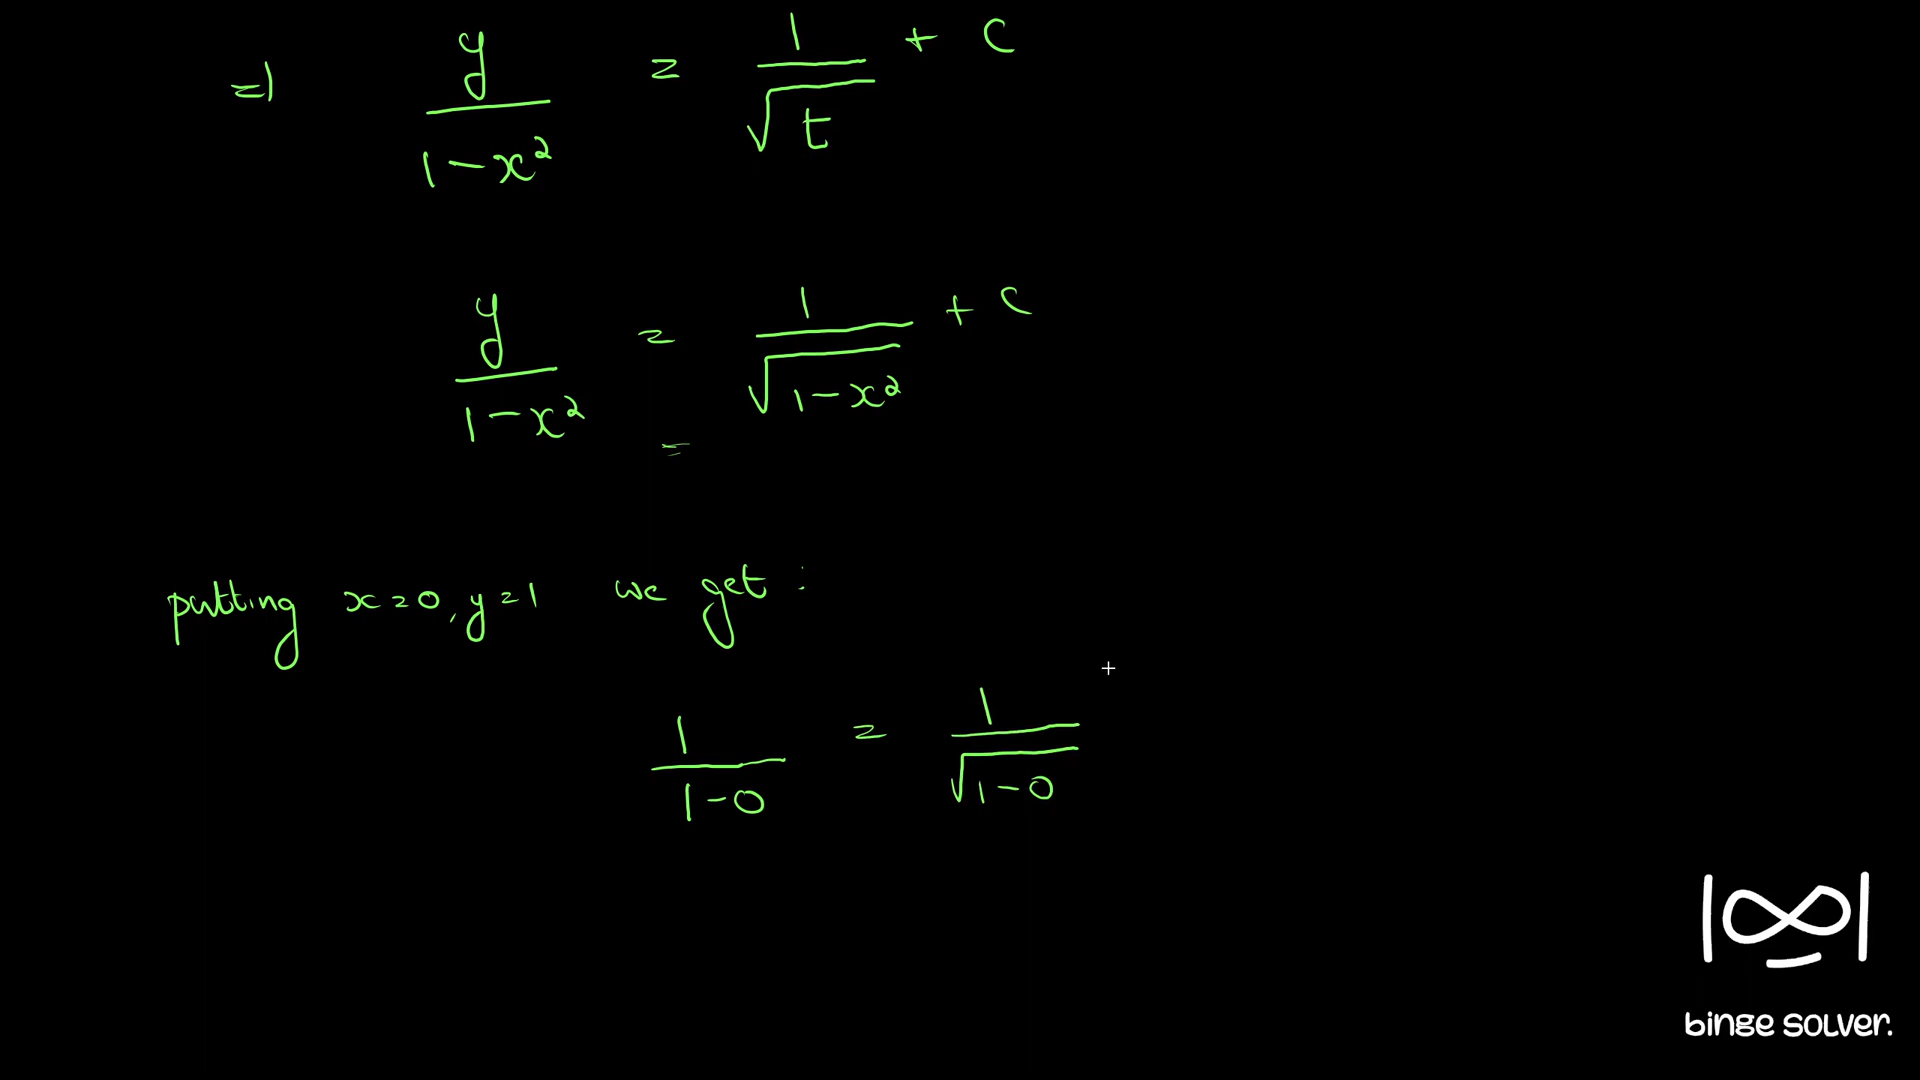 ⇒ y/(1-x²) = 1/√t + C
y/(1-x²) = 1/√(1-x²) + C
=
putting x=0, y=1 we get :
1/(1-0) = 1/√(1-0)
binge solver.